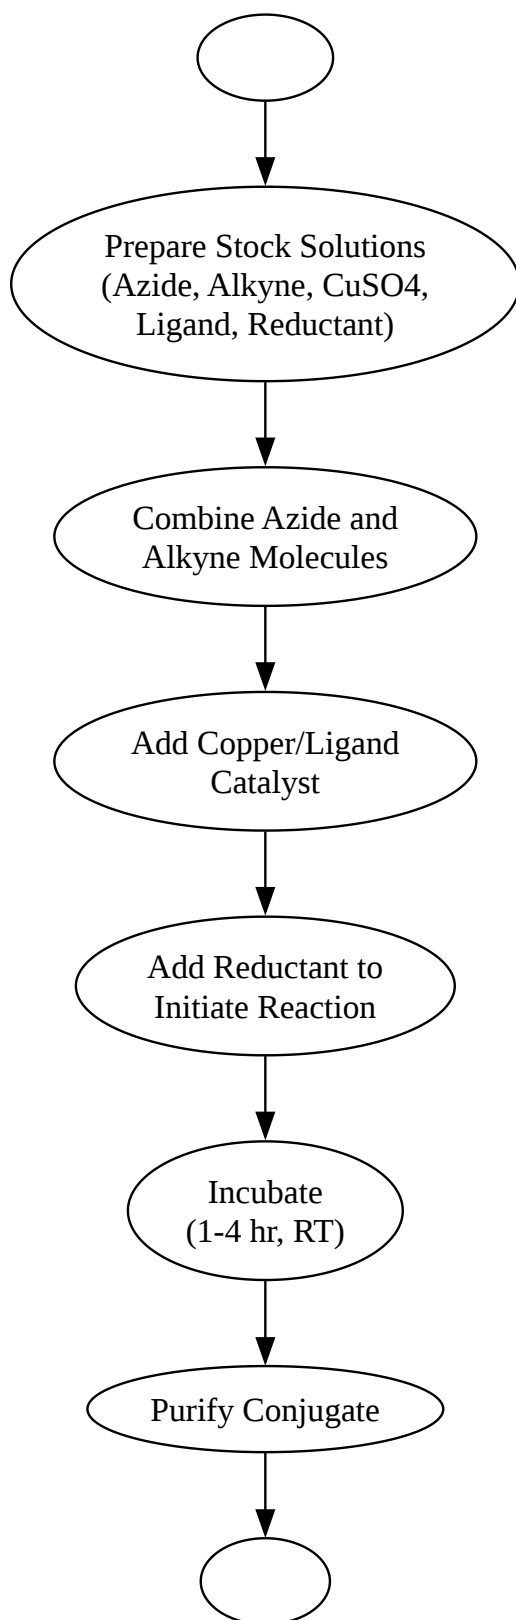 Prepare Stock Solutions
(Azide, Alkyne, CuSO4,
Ligand, Reductant)
Combine Azide and
Alkyne Molecules
Add Copper/Ligand
Catalyst
Add Reductant to
Initiate Reaction
Incubate
(1-4 hr, RT)
Purify Conjugate